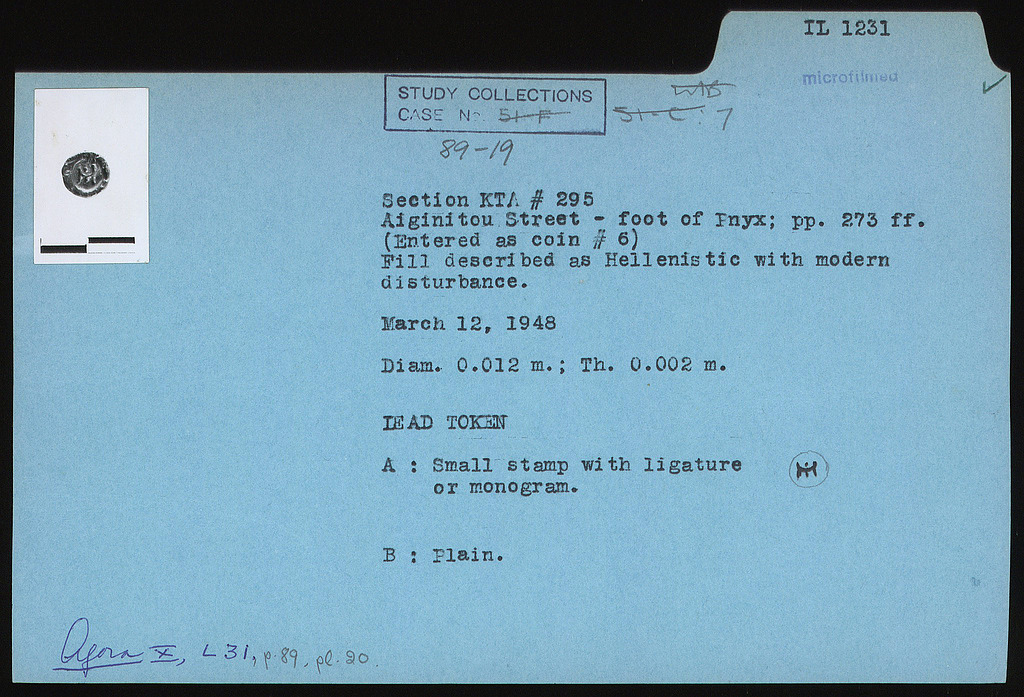 IL 1231
microfilmed
STUDY COLLECTIONS
CASE No. 51-F
51-C: 7
89-19
Section KTA # 295
Aiginitou Street - foot of Pnyx; pp. 273 ff.
(Entered as coin # 6)
Fill described as Hellenistic with modern
disturbance.
March 12, 1948
Diam. 0.012 m.; Th. 0.002 m.
LEAD TOKEN
A : Small stamp with ligature
or monogram.
B : Plain.
Agora X, L 31, p. 89, pl. 20.